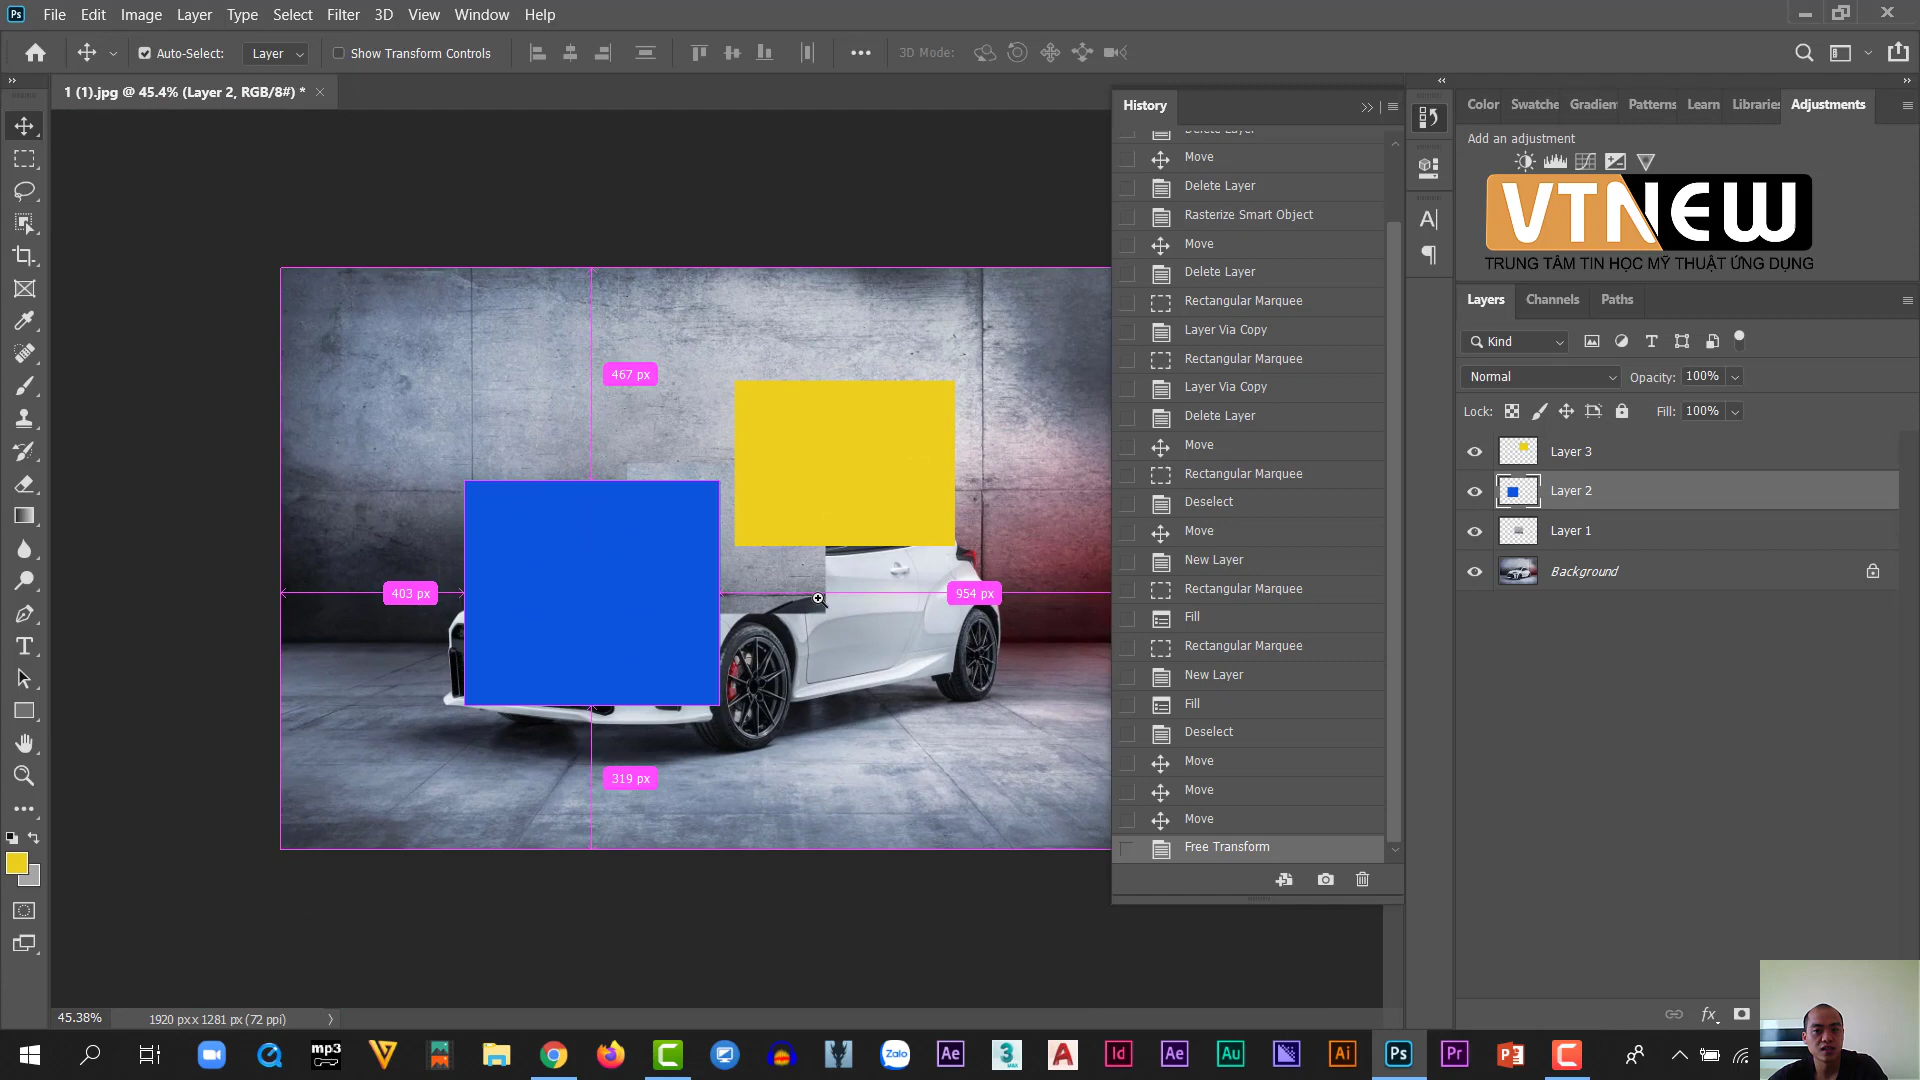 File Edit Image Layer Type Select Filter 3D View Window Help
Auto-Select: Layer Show Transform Controls 3D Mode:
1 (1).jpg @ 45.4% (Layer 2, RGB/8#) *
History
Delete Layer
Move
Delete Layer
Rasterize Smart Object
Move
Delete Layer
Rectangular Marquee
Layer Via Copy
Rectangular Marquee
Layer Via Copy
Delete Layer
Move
Rectangular Marquee
Deselect
Move
New Layer
Rectangular Marquee
Fill
Rectangular Marquee
New Layer
Fill
Deselect
Move
Move
Move
Free Transform
467 px
403 px
954 px
319 px
Color Swatche Gradien Patterns Learn Libraries Adjustments
Add an adjustment
VTNEW
TRUNG TÂM TIN HỌC MỸ THUẬT ỨNG DỤNG
Layers Channels Paths
Kind
Normal Opacity: 100%
Lock: Fill: 100%
Layer 3
Layer 2
Layer 1
Background
fx
45.38% 1920 px x 1281 px (72 ppi)
mp3
Zalo
Ae
3
MAX
A
Id
Ae
Au
Ai
Ps
Pr
P
C